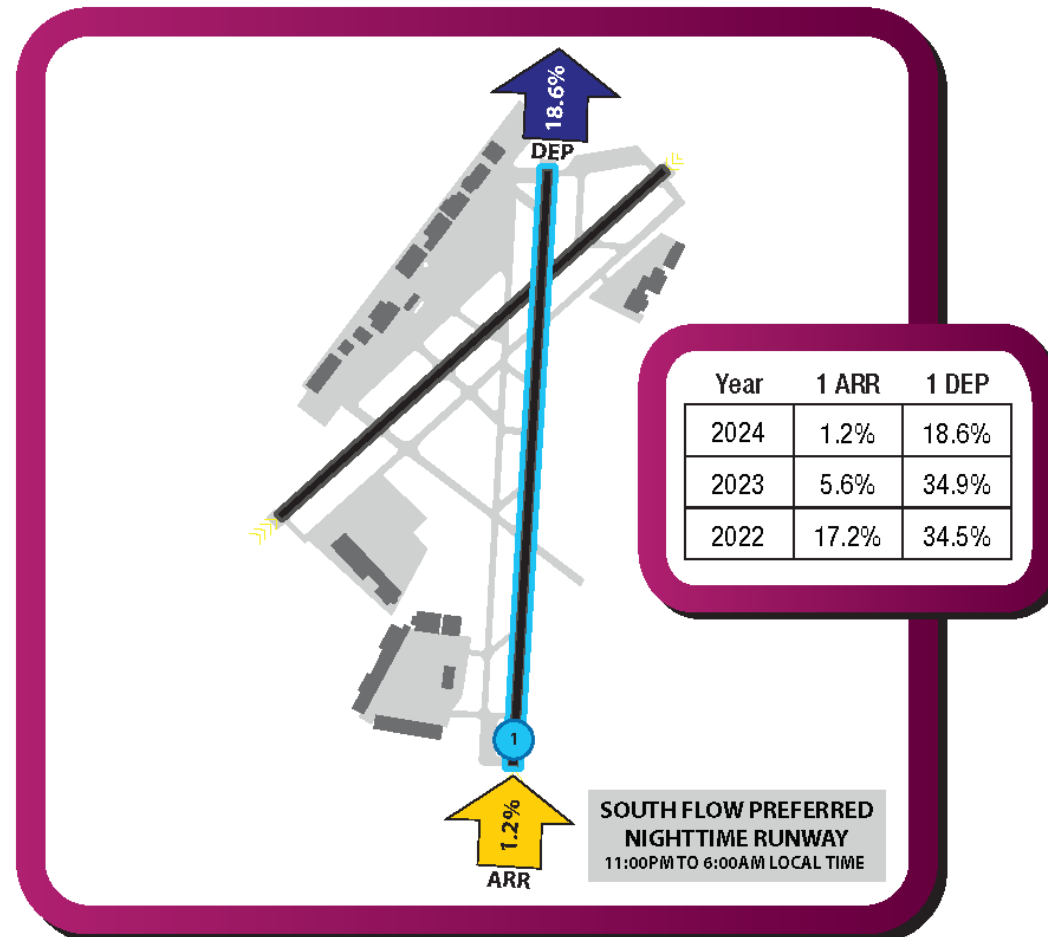 18.6%
DEP
Year 1 ARR 1 DEP
2024 1.2% 18.6%
2023 5.6% 34.9%
2022 17.2% 34.5%
1
1.2%
ARR
SOUTH FLOW PREFERRED
NIGHTTIME RUNWAY
11:00PM TO 6:00AM LOCAL TIME